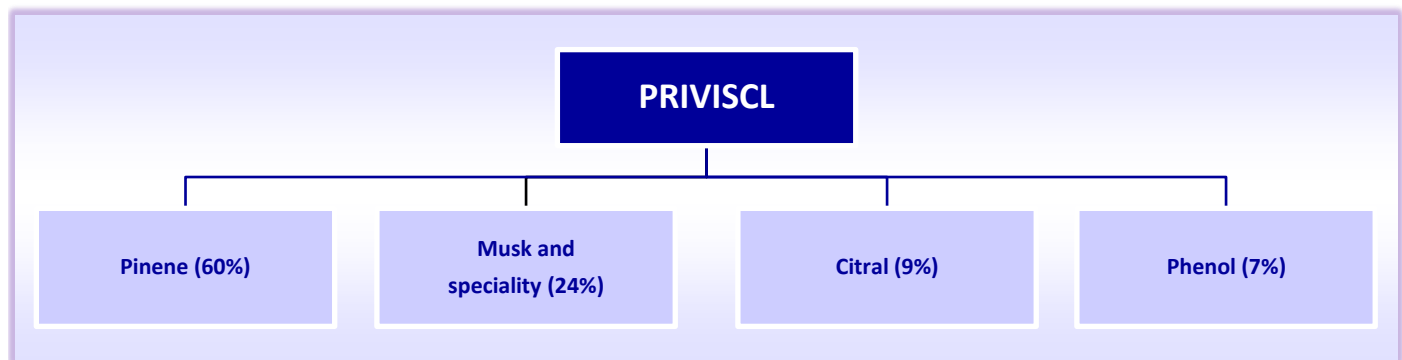 PRIVISCL
Pinene (60%)
Musk and
speciality (24%)
Citral (9%)
Phenol (7%)